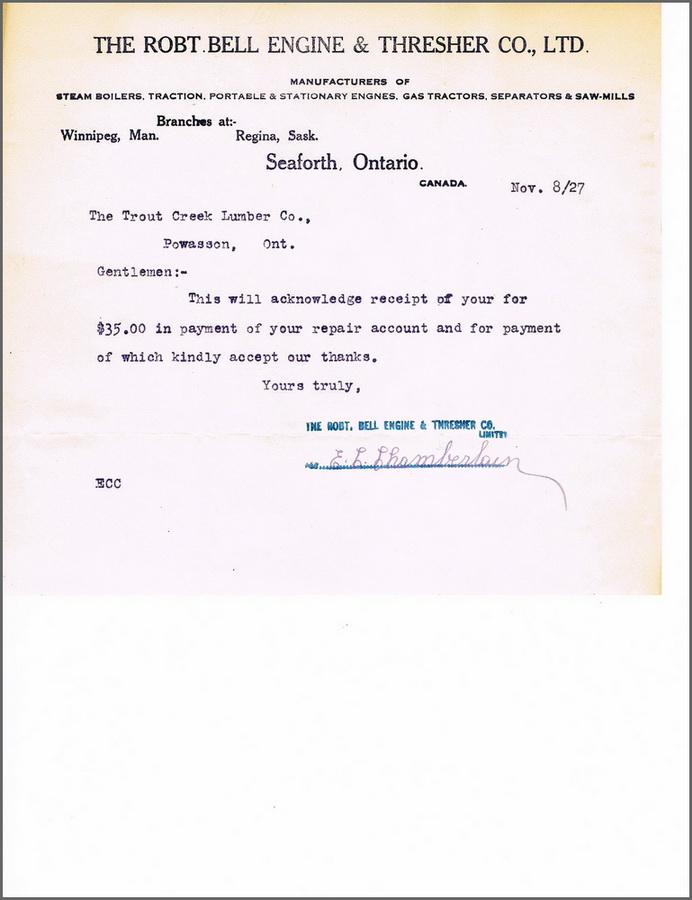 THE ROBT. BELL ENGINE & THRESHER CO., LTD.
MANUFACTURERS OF
STEAM BOILERS, TRACTION, PORTABLE & STATIONARY ENGNES, GAS TRACTORS, SEPARATORS & SAW-MILLS
Branches at:-
Winnipeg, Man. Regina, Sask.
Seaforth, Ontario.
CANADA.
Nov. 8/27
The Trout Creek Lumber Co.,
Powasson, Ont.
Gentlemen:-
This will acknowledge receipt of your for
$35.00 in payment of your repair account and for payment
of which kindly accept our thanks.
Yours truly,
THE ROBT. BELL ENGINE & THRESHER CO.
LIMITED
E. L. Chamberlain
ECC